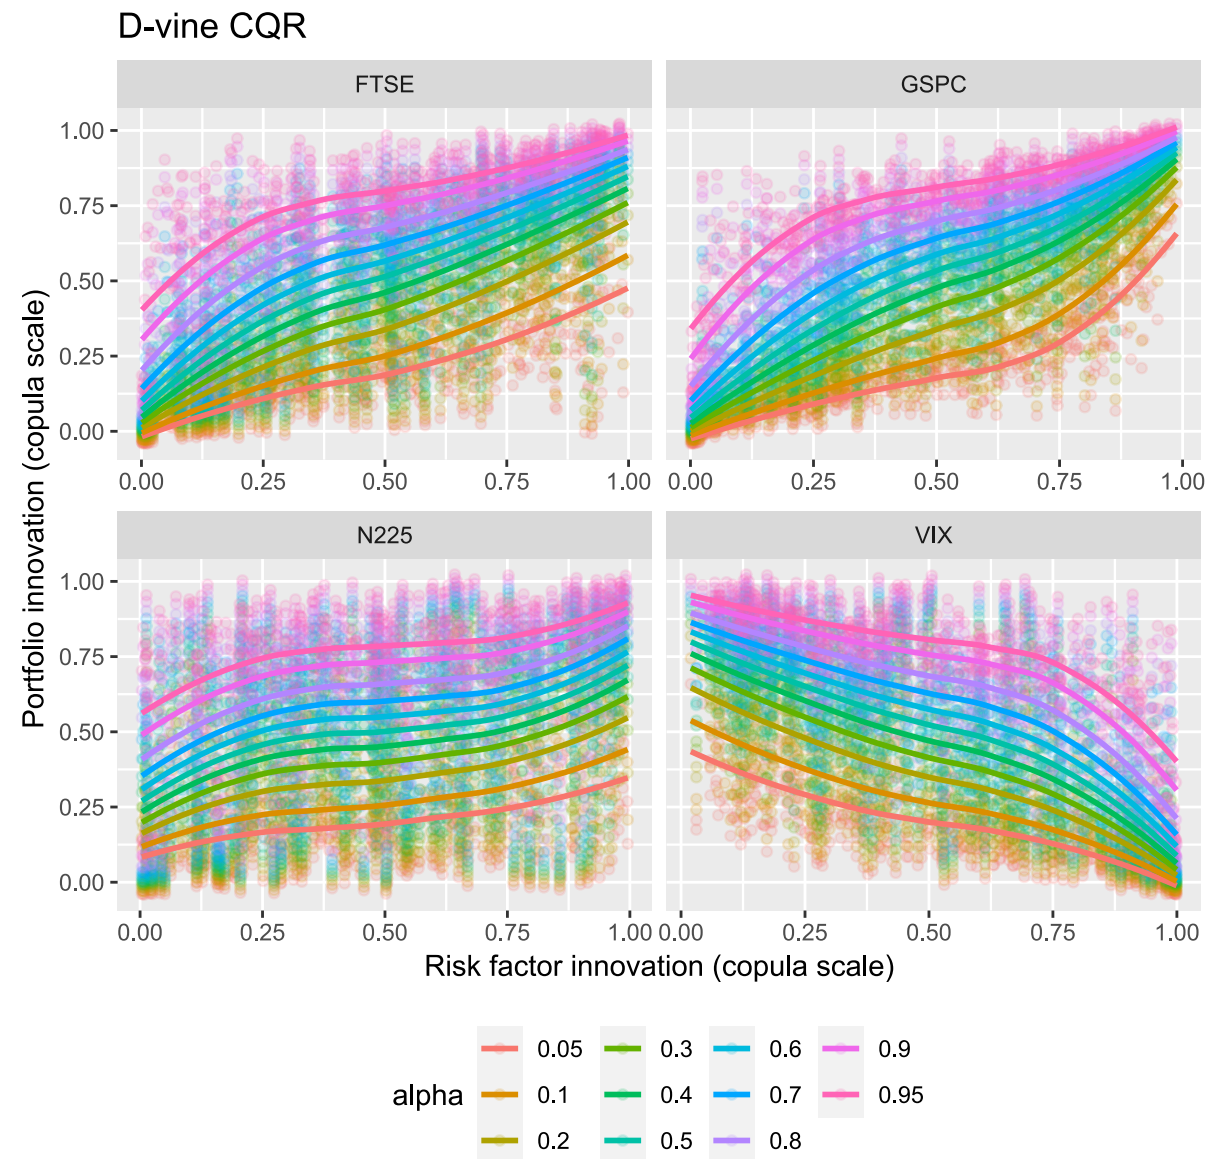 D-vine CQR
FTSE
GSPC
1.00
0.75
0.50
0.25
0.00
0.00 0.25 0.50 0.75 1.00
0.00 0.25 0.50 0.75 1.00
N225
VIX
1.00
0.75
0.50
0.25
0.00
0.00 0.25 0.50 0.75 1.00
0.00 0.25 0.50 0.75 1.00
Portfolio innovation (copula scale)
Risk factor innovation (copula scale)
alpha
0.05 0.3 0.6 0.9
0.1 0.4 0.7 0.95
0.2 0.5 0.8